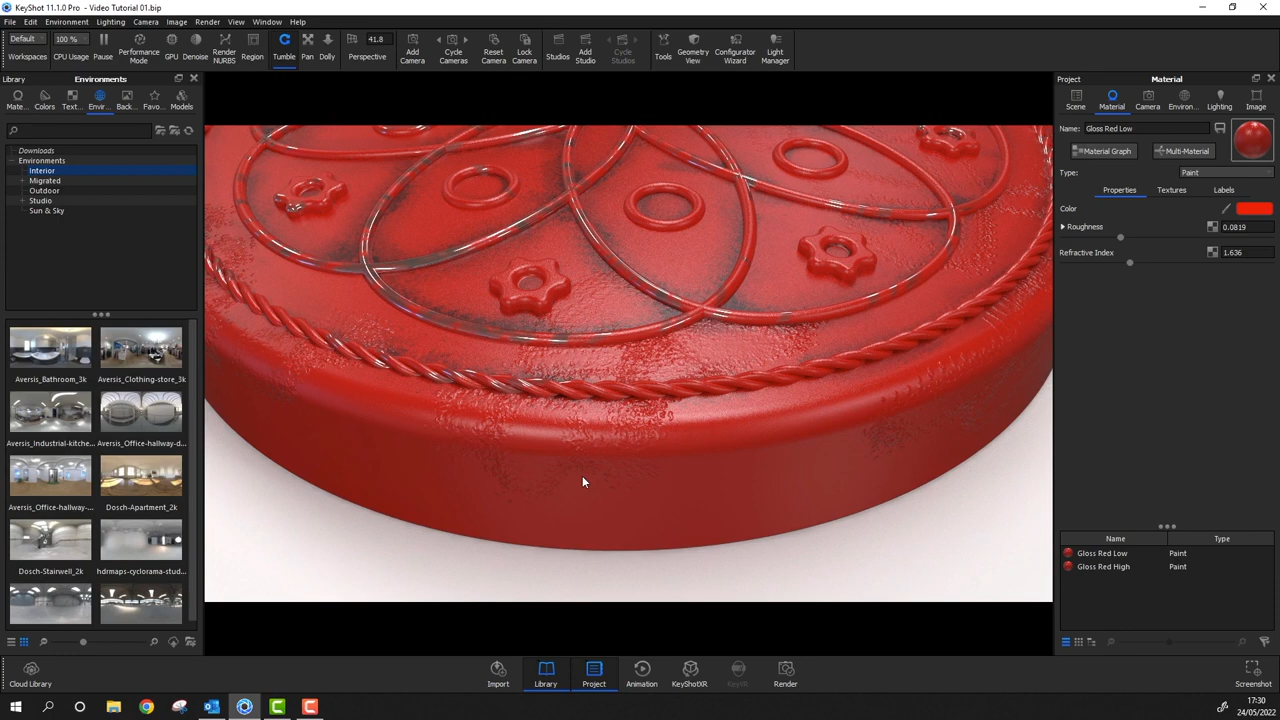 KeyShot 11.1.0 Pro - Video Tutorial 01.bip
File Edit Environment Lighting Camera Image Render View Window Help
Default 100 % 41.8
Workspaces CPU Usage Pause Performance Mode GPU Denoise Render NURBS Region Tumble Pan Dolly Perspective Add Camera Cycle Cameras Reset Camera Lock Camera Studios Add Studio Cycle Studios Tools Geometry View Configurator Wizard Light Manager
Library Environments
Mate... Colors Text... Envir... Back... Favo... Models
Downloads
Environments
Interior
Migrated
Outdoor
Studio
Sun & Sky
Aversis_Bathroom_3k Aversis_Clothing-store_3k
Aversis_Industrial-kitche... Aversis_Office-hallway-d...
Aversis_Office-hallway-... Dosch-Apartment_2k
Dosch-Stairwell_2k hdrmaps-cyclorama-stud...
Project Material
Scene Material Camera Environ... Lighting Image
Name: Gloss Red Low
Material Graph Multi-Material
Type: Paint
Properties Textures Labels
Color
Roughness 0.0819
Refractive Index 1.636
Name Type
Gloss Red Low Paint
Gloss Red High Paint
Cloud Library Import Library Project Animation KeyShotXR KeyVR Render Screenshot
17:30
24/05/2022